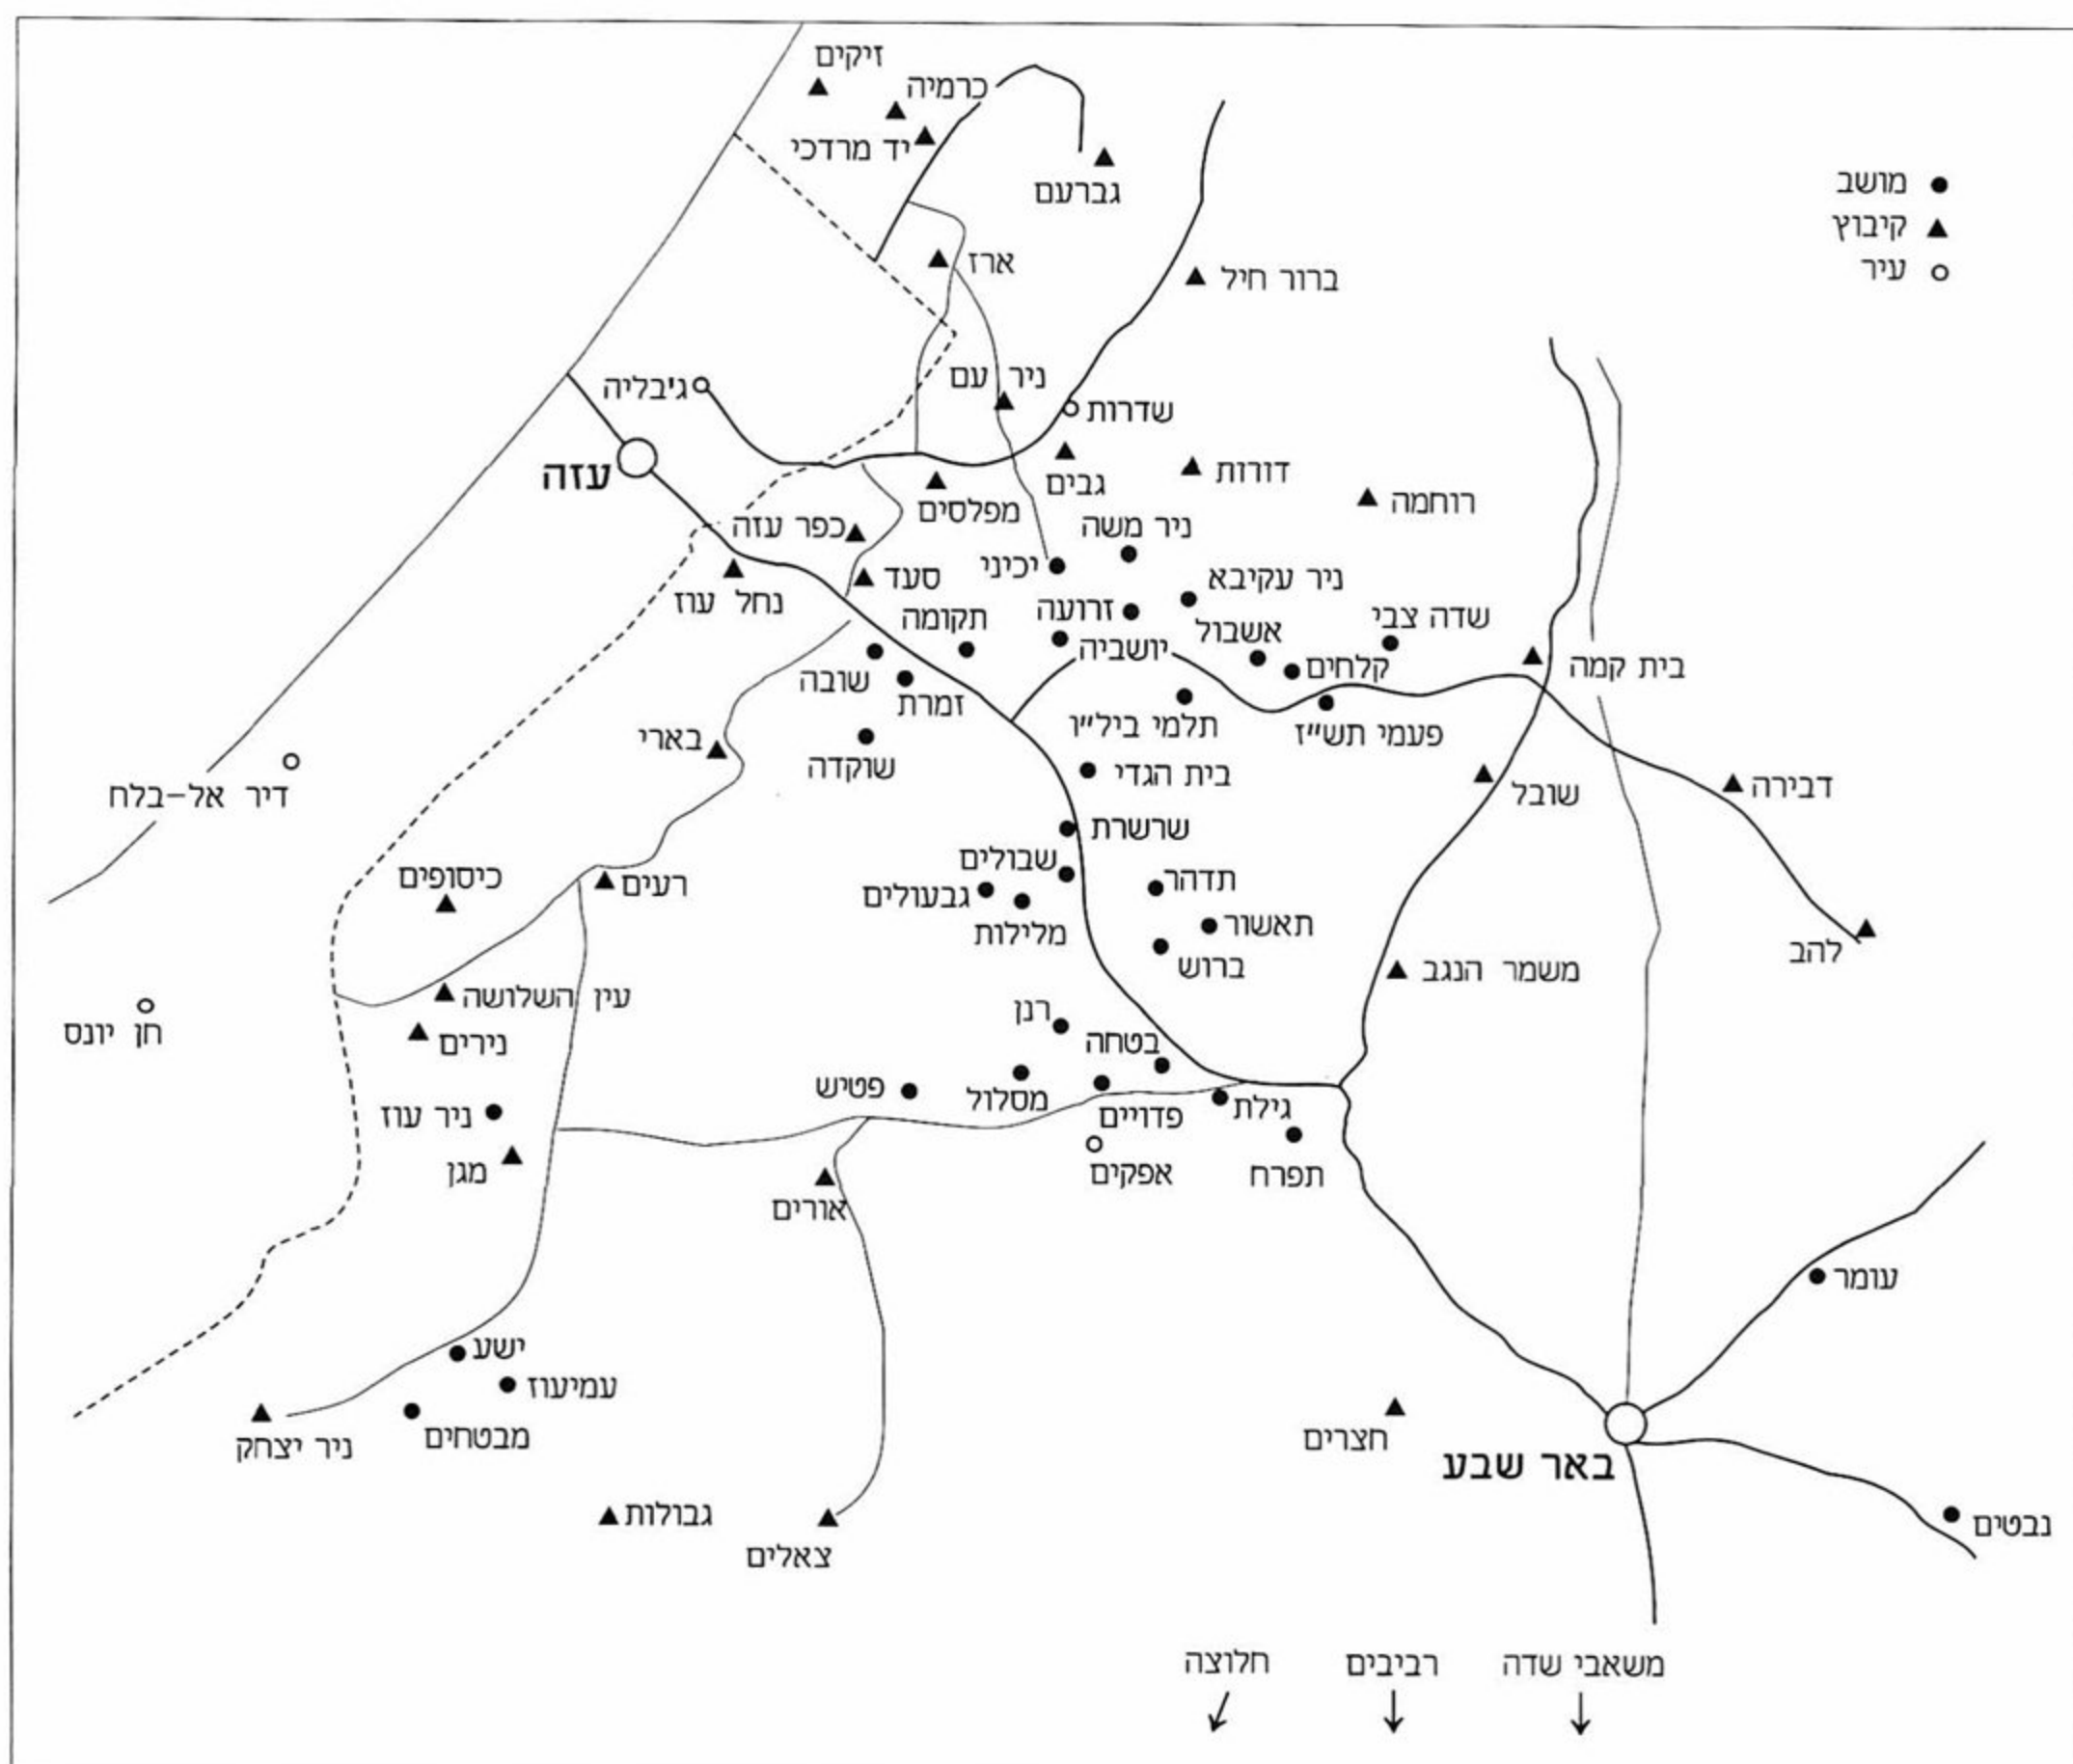 זיקים
כרמיה
יד מרדכי
גברעם
מושב
קיבוץ
עיר
ארז
ברור חיל
ניר עם
ג'יבליה
שדרות
עזה
גבים
דורות
רוחמה
מפלסים
כפר עזה
ניר משה
יכיני
סעד
ניר עקיבא
נחל עוז
זרועה
תקומה
שדה צבי
אשבול
יושביה
קלחים
בית קמה
שובה
זמרת
תלמי ביל"ו
פעמי תש"ז
בארי
שוקדה
בית הגדי
דבירה
שובל
דיר אל-בלח
שרשרת
שבולים
כיסופים
רעים
תדהר
גבעולים
מלילות
תאשור
ברוש
להב
משמר הנגב
עין השלושה
רנן
חן יונס
נירים
בטחה
פטיש
מסלול
ניר עוז
פדויים
גילת
מגן
אפקים
תפרח
אורים
עומר
ישע
עמיעוז
מבטחים
ניר יצחק
חצרים
באר שבע
גבולות
נבטים
צאלים
משאבי שדה
רביבים
חלוצה